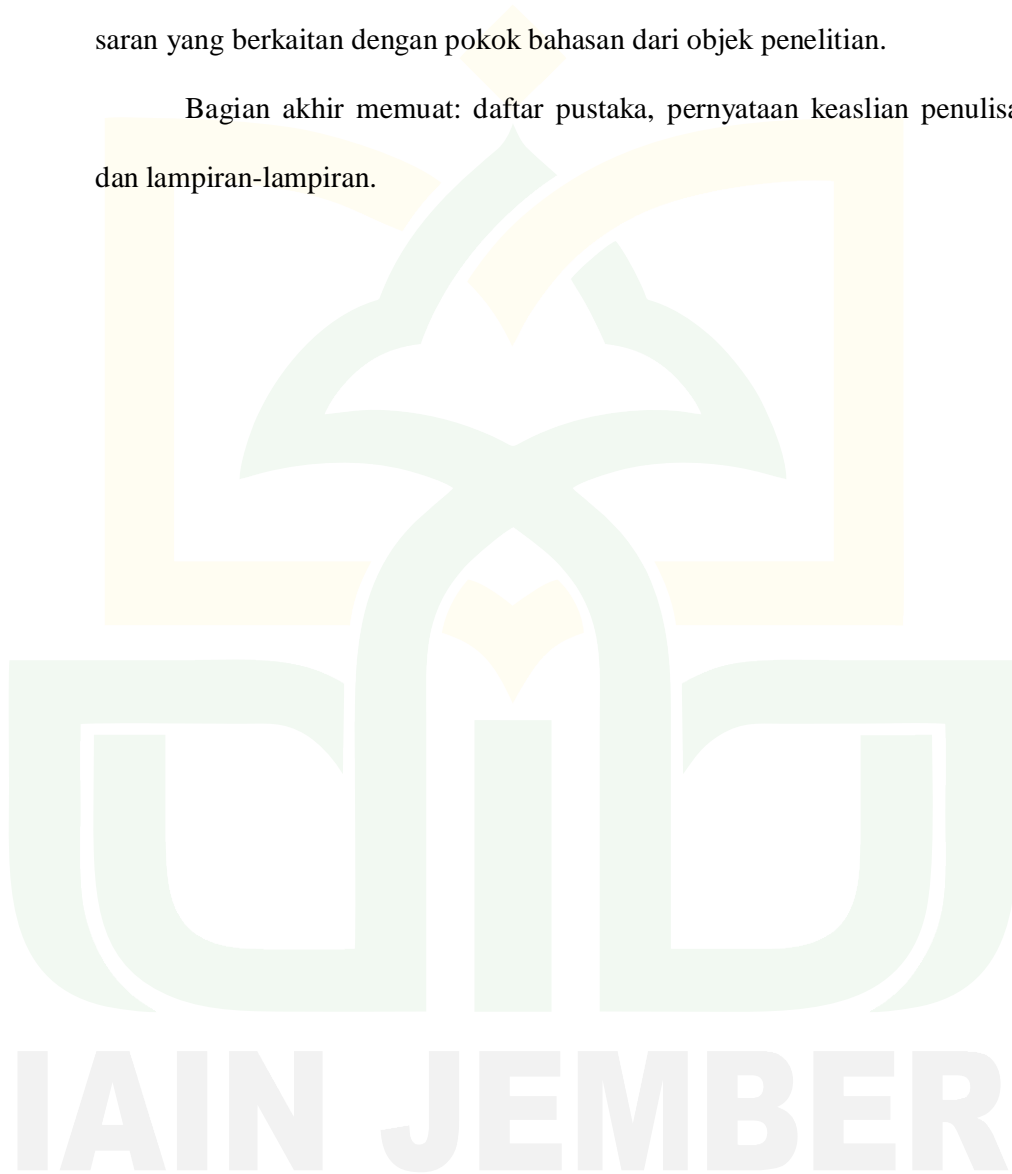 saran yang berkaitan dengan pokok bahasan dari objek penelitian.
Bagian akhir memuat: daftar pustaka, pernyataan keaslian
dan lampiran-lampiran.
IAIN JEMBER